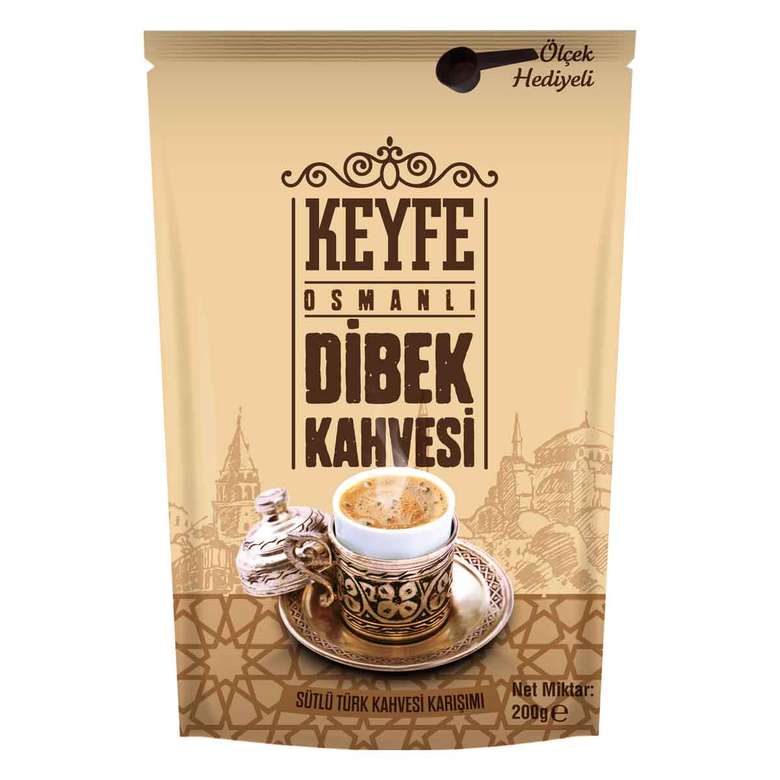 Ölçek
Hediyeli
KEYFE
OSMANLI
DİBEK
KAHVESİ
SÜTLÜ TÜRK KAHVESİ KARIŞIMI
Net Miktar:
200g ℮